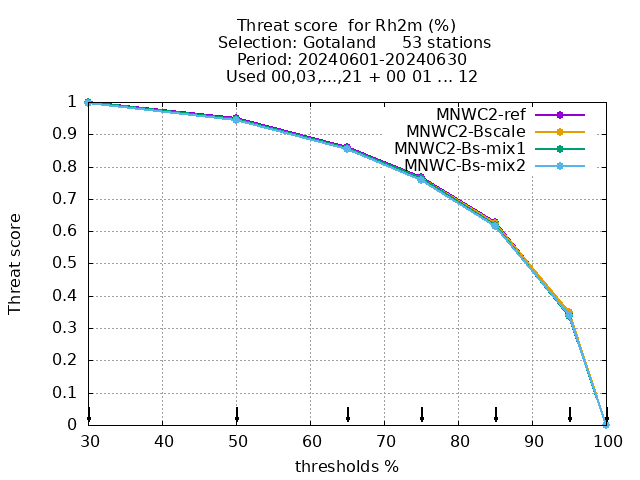 Threat score  for Rh2m (%)
Selection: Gotaland     53 stations
Period: 20240601-20240630
Used 00,03,...,21 + 00 01 ... 12
MNWC2-ref
MNWC2-Bscale
MNWC2-Bs-mix1
MNWC-Bs-mix2
Threat score
1
0.9
0.8
0.7
0.6
0.5
0.4
0.3
0.2
0.1
0
30 40 50 60 70 80 90 100
thresholds %